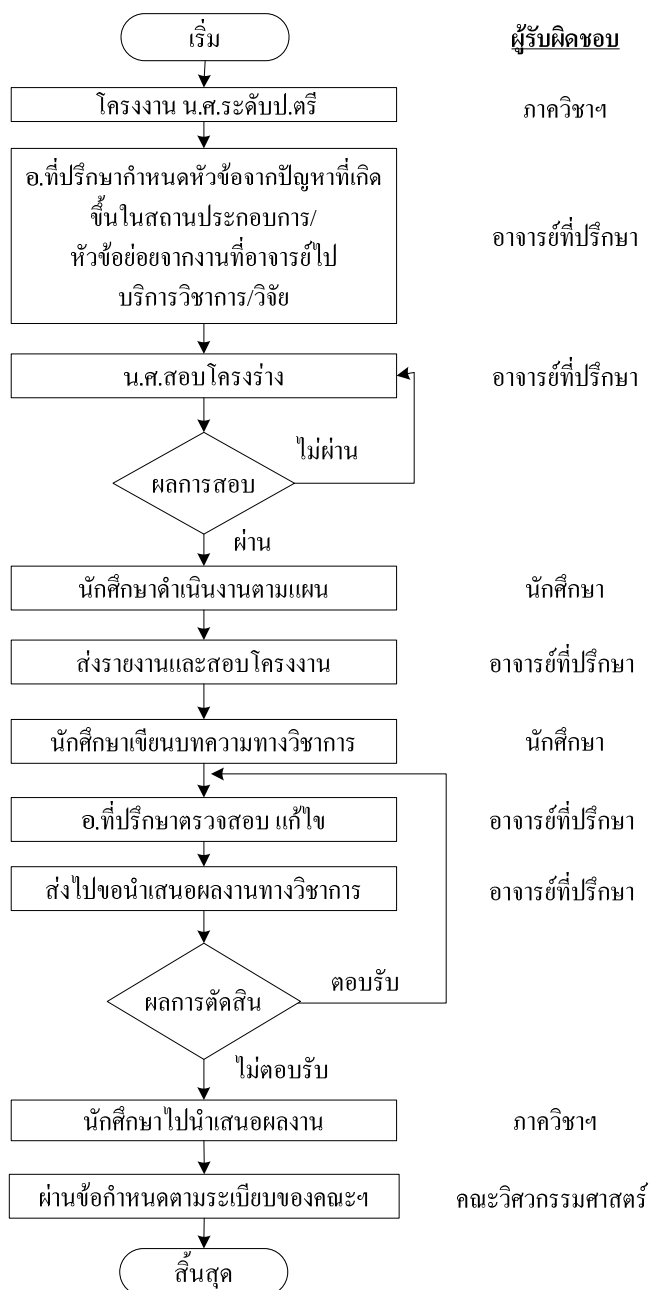 เริ่ม
ผู้รับผิดชอบ
โครงงาน น.ศ.ระดับป.ตรี
ภาควิชาฯ
อ.ที่ปรึกษากำหนดหัวข้อจากปัญหาที่เกิด
ขึ้นในสถานประกอบการ/
หัวข้อย่อยจากงานที่อาจารย์ไป
บริการวิชาการ/วิจัย
อาจารย์ที่ปรึกษา
น.ศ.สอบโครงร่าง
อาจารย์ที่ปรึกษา
ไม่ผ่าน
ผลการสอบ
ผ่าน
นักศึกษาดำเนินงานตามแผน
นักศึกษา
ส่งรายงานและสอบโครงงาน
อาจารย์ที่ปรึกษา
นักศึกษาเขียนบทความทางวิชาการ
นักศึกษา
อ.ที่ปรึกษาตรวจสอบ แก้ไข
อาจารย์ที่ปรึกษา
ส่งไปขอนำเสนอผลงานทางวิชาการ
อาจารย์ที่ปรึกษา
ตอบรับ
ผลการตัดสิน
ไม่ตอบรับ
นักศึกษาไปนำเสนอผลงาน
ภาควิชาฯ
ผ่านข้อกำหนดตามระเบียบของคณะฯ
คณะวิศวกรรมศาสตร์
สิ้นสุด